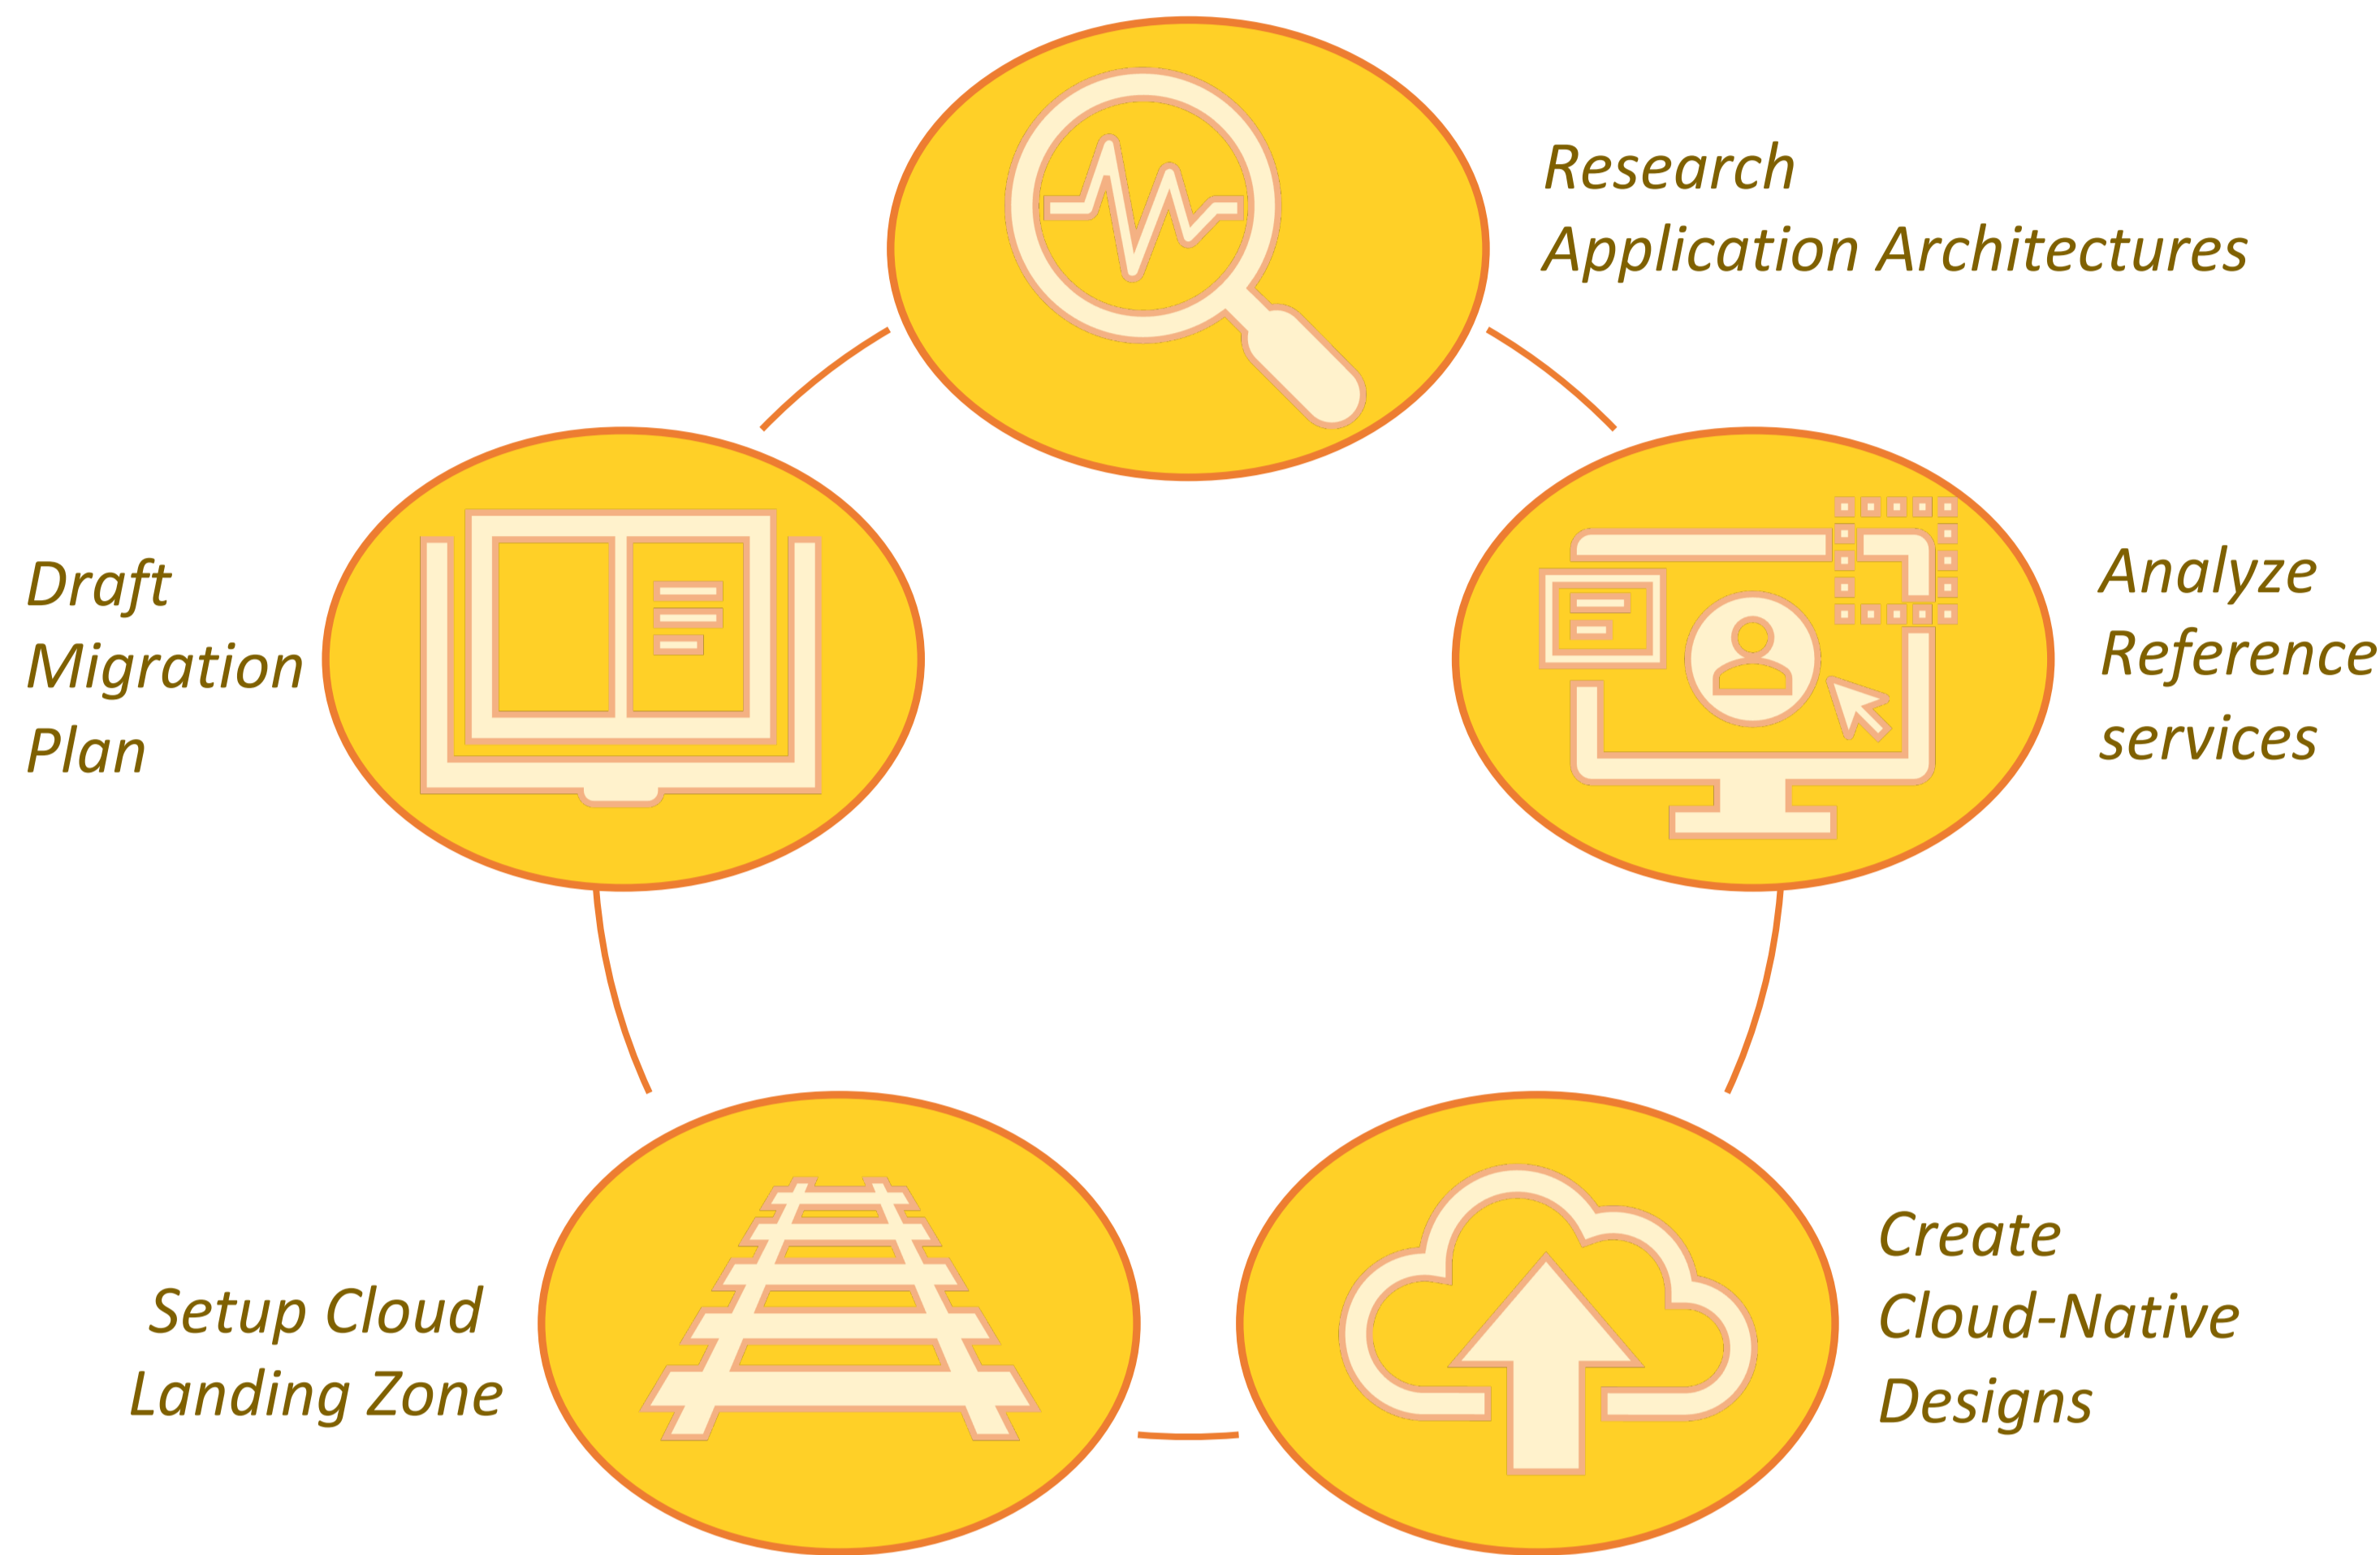 Research
Application Architectures
Analyze
Reference
services
Create
Cloud-Native
Designs
Setup Cloud
Landing Zone
Draft
Migration
Plan